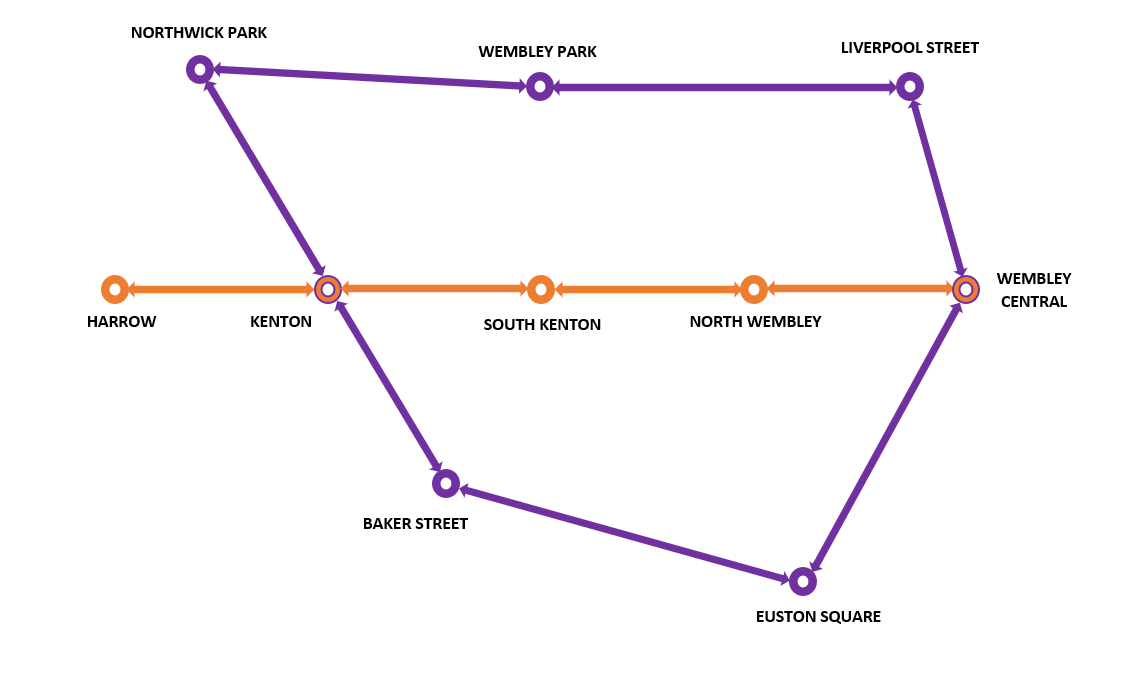 NORTHWICK PARK
WEMBLEY PARK
LIVERPOOL STREET
HARROW
KENTON
SOUTH KENTON
NORTH WEMBLEY
WEMBLEY
CENTRAL
BAKER STREET
EUSTON SQUARE